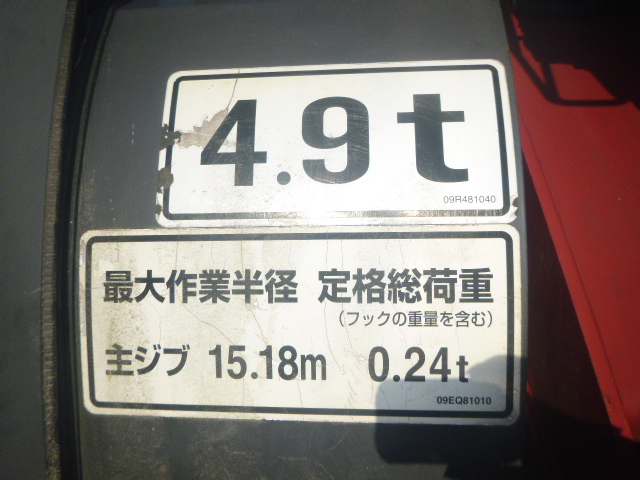 4.9t
09R481040
最大作業半径 定格総荷重
(フックの重量を含む)
主ジブ 15.18m 0.24t
09EQ81010